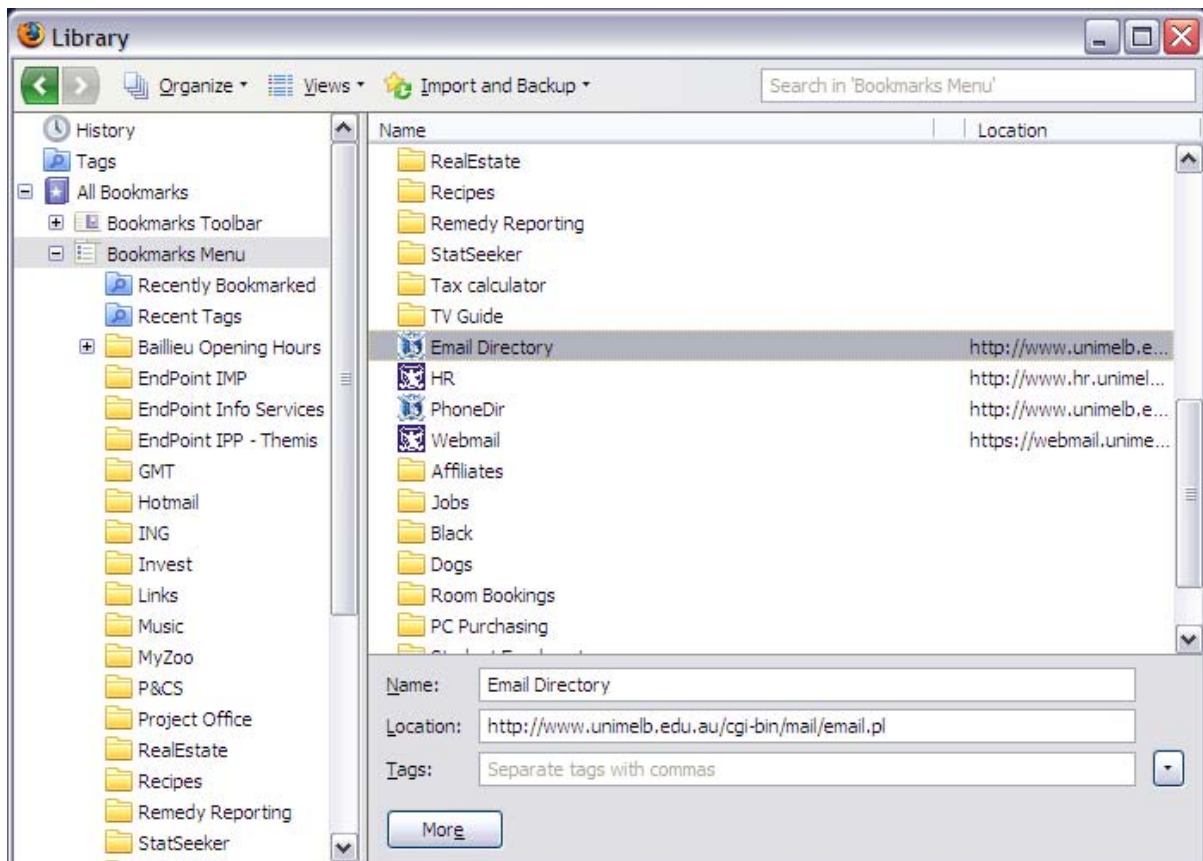 Library
Organize Views Import and Backup Search in 'Bookmarks Menu'
History
Tags
All Bookmarks
Bookmarks Toolbar
Bookmarks Menu
Recently Bookmarked
Recent Tags
Baillieu Opening Hours
EndPoint IMP
EndPoint Info Services
EndPoint IPP - Themis
GMT
Hotmail
ING
Invest
Links
Music
MyZoo
P&CS
Project Office
RealEstate
Recipes
Remedy Reporting
StatSeeker
Name Location
RealEstate
Recipes
Remedy Reporting
StatSeeker
Tax calculator
TV Guide
Email Directory http://www.unimelb.e...
HR http://www.hr.unimel...
PhoneDir http://www.unimelb.e...
Webmail https://webmail.unime...
Affiliates
Jobs
Black
Dogs
Room Bookings
PC Purchasing
Name: Email Directory
Location: http://www.unimelb.edu.au/cgi-bin/mail/email.pl
Tags: Separate tags with commas
More